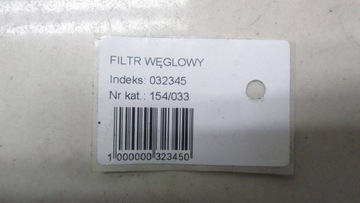 FILTR WĘGLOWY
Indeks: 032345
Nr kat.: 154/033
1 000000 323450